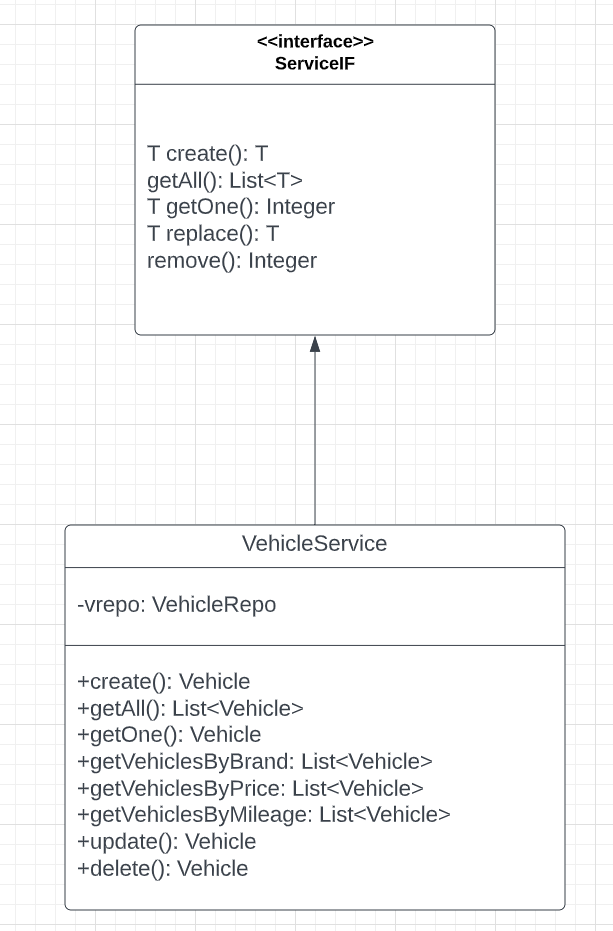 <<interface>>
ServiceIF
T create(): T
getAll(): List<T>
T getOne(): Integer
T replace(): T
remove(): Integer
VehicleService
-vrepo: VehicleRepo
+create(): Vehicle
+getAll(): List<Vehicle>
+getOne(): Vehicle
+getVehiclesByBrand: List<Vehicle>
+getVehiclesByPrice: List<Vehicle>
+getVehiclesByMileage: List<Vehicle>
+update(): Vehicle
+delete(): Vehicle